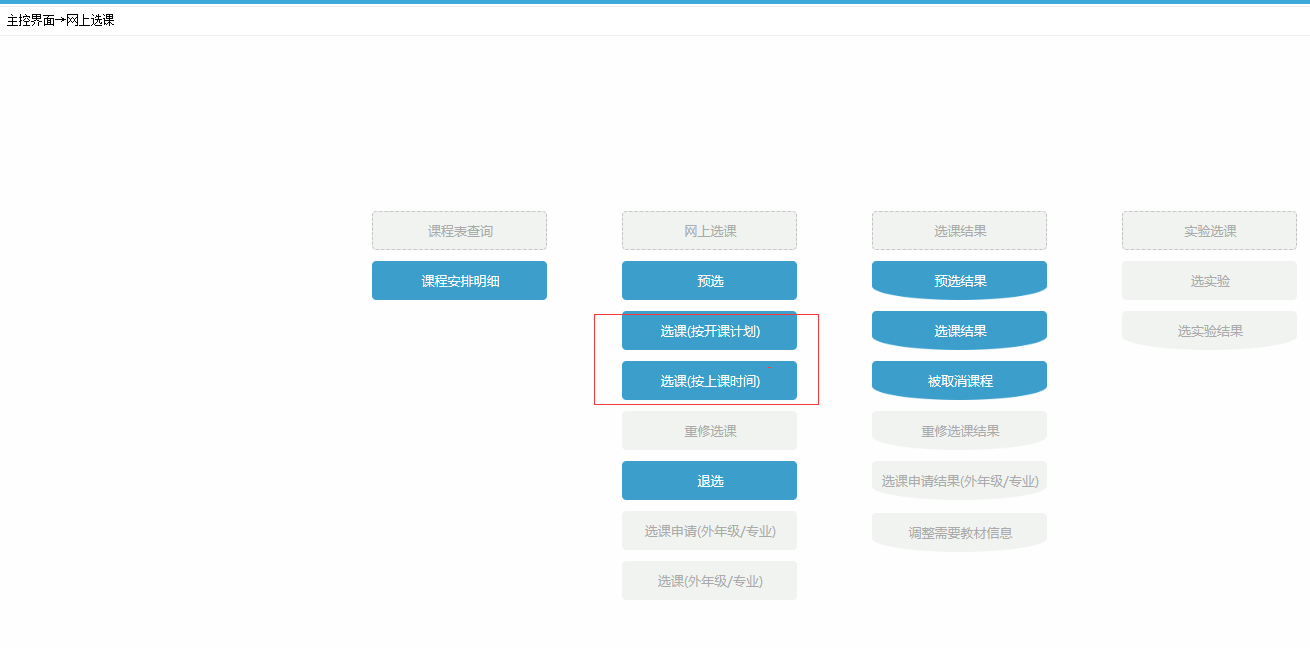 主控界面→网上选课
课程表查询
课程安排明细
网上选课
预选
选课(按开课计划)
选课(按上课时间)
重修选课
退选
选课申请(外年级/专业)
选课(外年级/专业)
选课结果
预选结果
选课结果
被取消课程
重修选课结果
选课申请结果(外年级/专业)
调整需要教材信息
实验选课
选实验
选实验结果